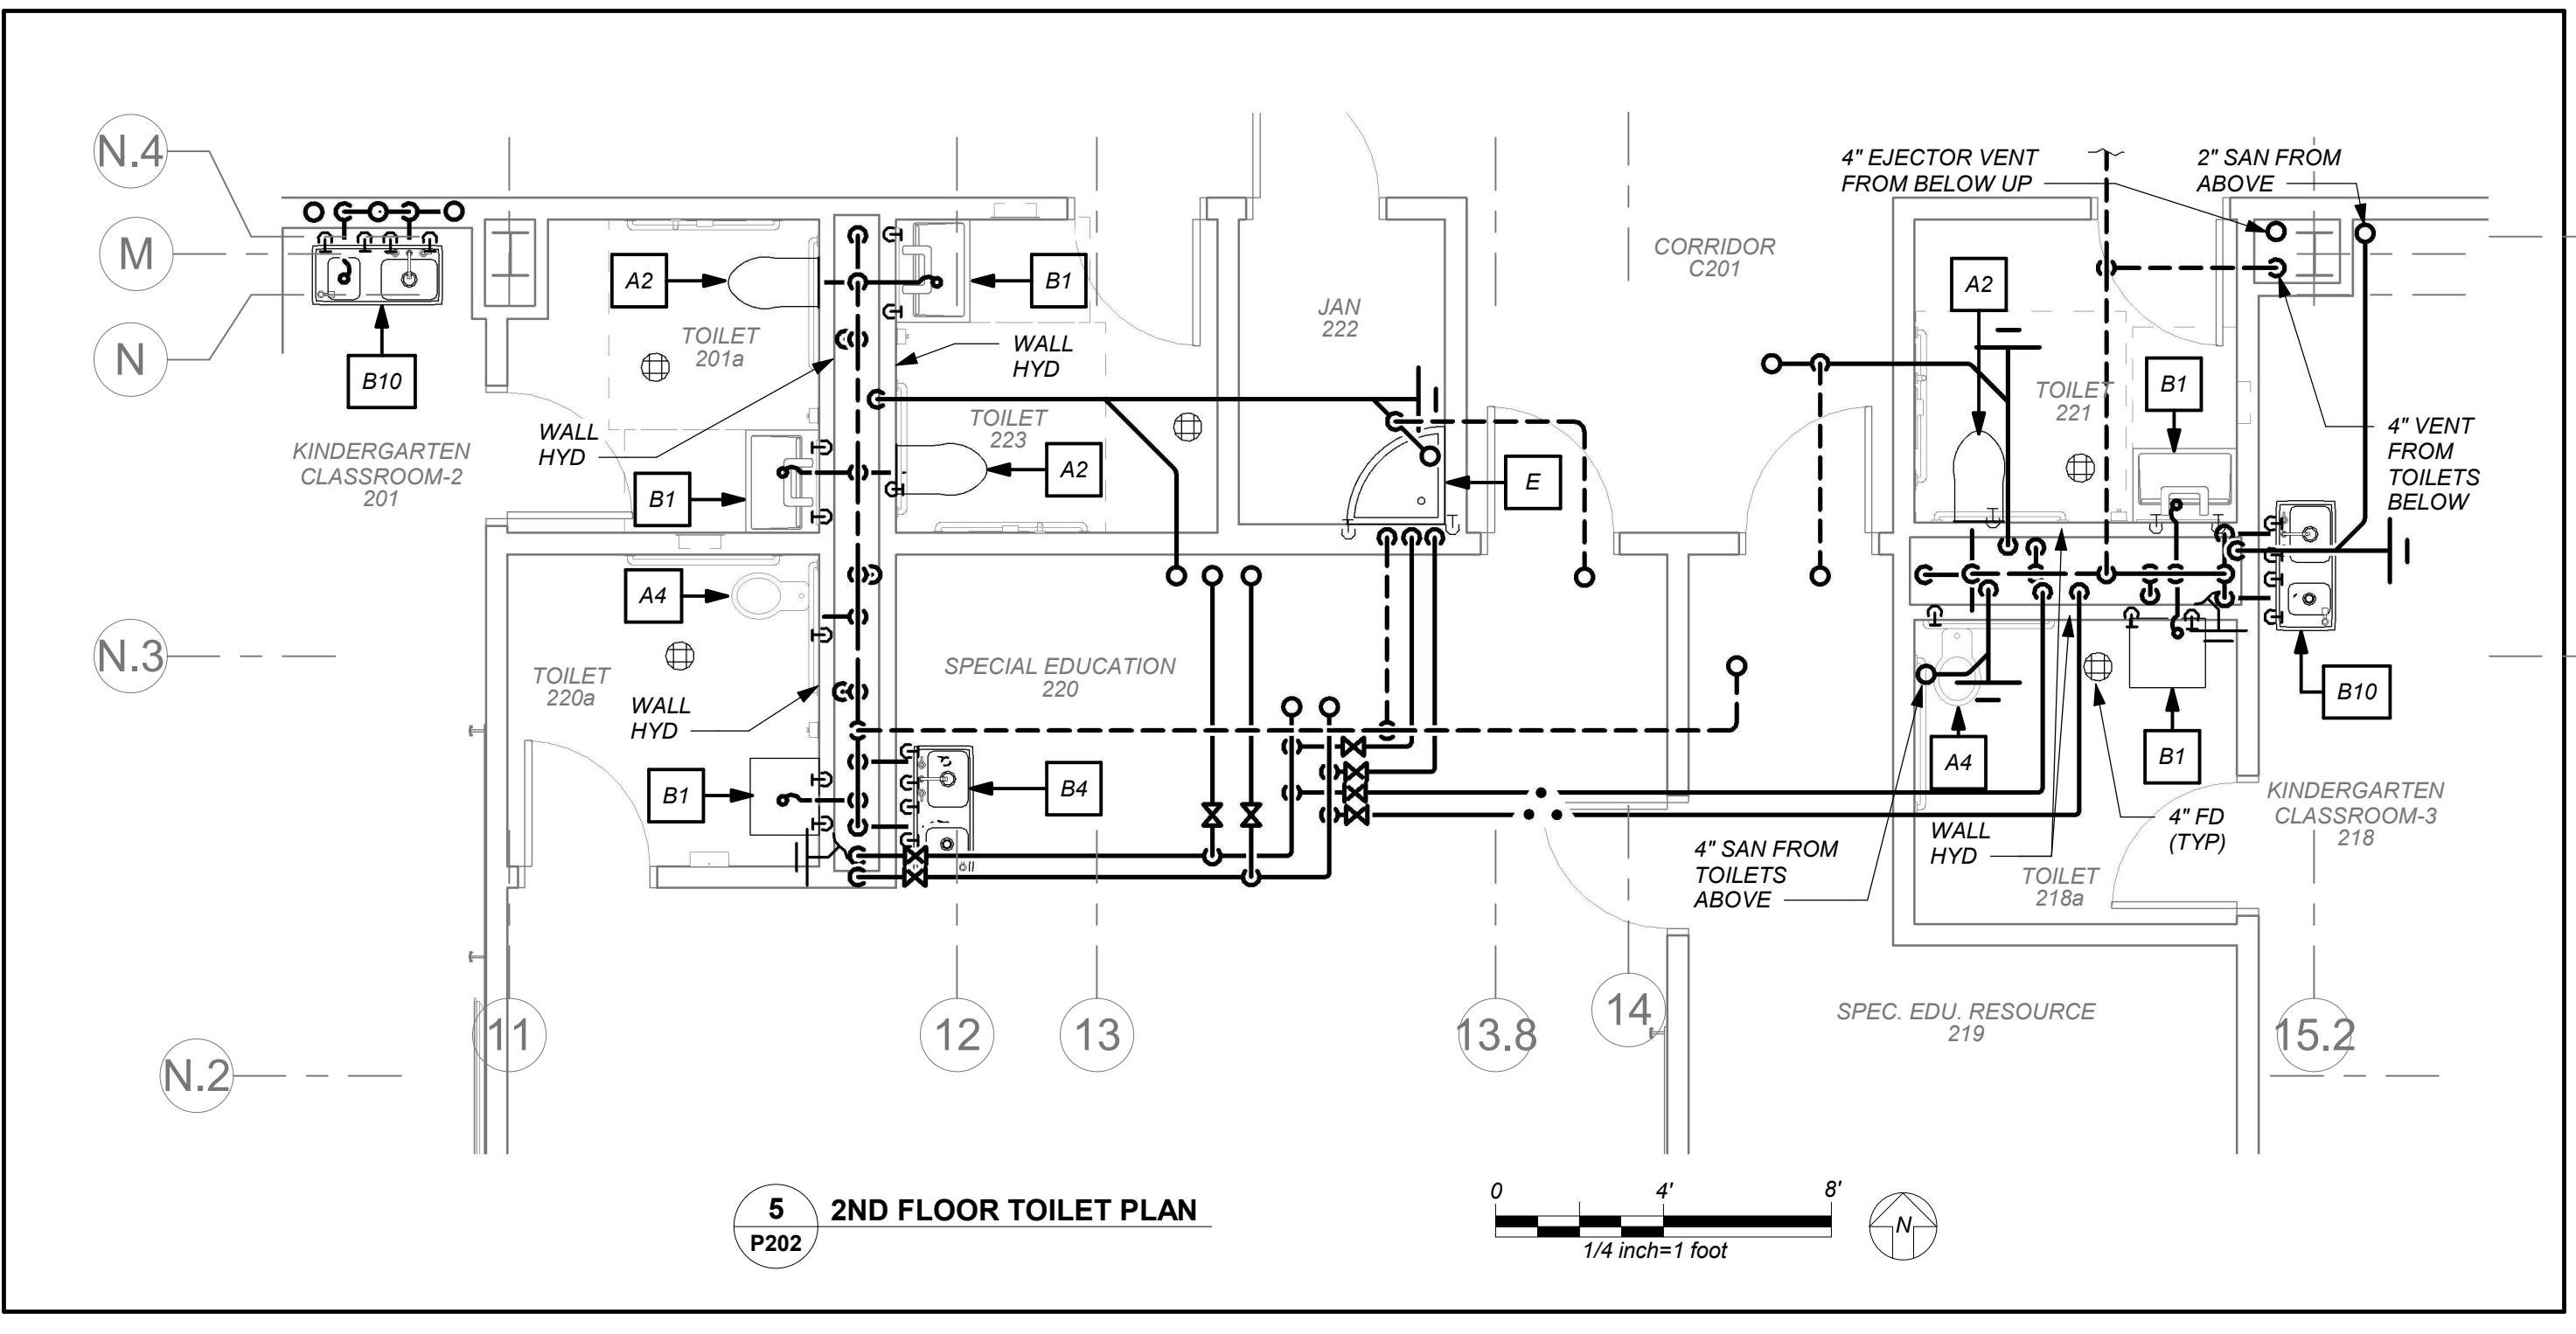 N.4
M
N
N.3
N.2
4" EJECTOR VENT
FROM BELOW UP
2" SAN FROM
ABOVE
CORRIDOR
C201
A2
B1
JAN
222
A2
TOILET
201a
WALL
HYD
B10
TOILET
221
B1
TOILET
223
WALL
HYD
KINDERGARTEN
CLASSROOM-2
201
4" VENT
FROM
TOILETS
BELOW
B1
A2
E
A4
TOILET
220a
SPECIAL EDUCATION
220
WALL
HYD
B10
B1
B4
A4
B1
KINDERGARTEN
CLASSROOM-3
218
4" FD
(TYP)
WALL
HYD
4" SAN FROM
TOILETS
ABOVE
TOILET
218a
11
12
13
13.8
14
15.2
SPEC. EDU. RESOURCE
219
5
P202
2ND FLOOR TOILET PLAN
0 4' 8'
1/4 inch=1 foot
N